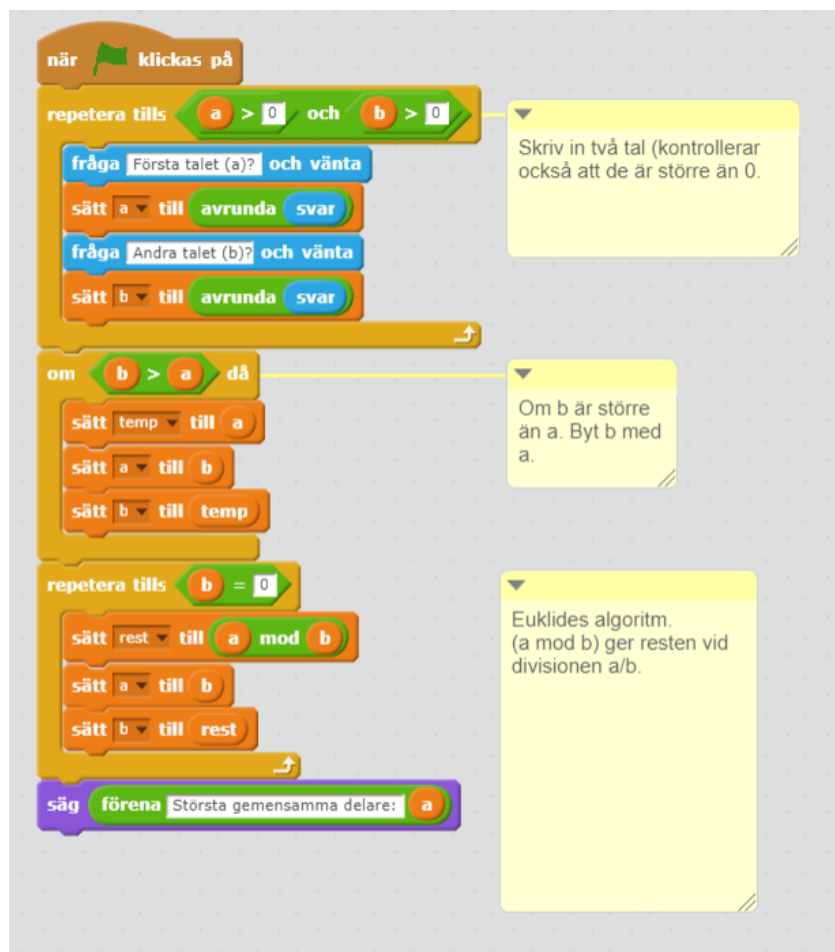 när klickas på
repetera tills a > 0 och b > 0
fråga Första talet (a)? och vänta
sätt a till avrunda svar
fråga Andra talet (b)? och vänta
sätt b till avrunda svar
Skriv in två tal (kontrollerar
också att de är större än 0.
om b > a då
sätt temp till a
sätt a till b
sätt b till temp
Om b är större
än a. Byt b med
a.
repetera tills b = 0
sätt rest till a mod b
sätt a till b
sätt b till rest
Euklides algoritm.
(a mod b) ger resten vid
divisionen a/b.
säg förena Största gemensamma delare: a